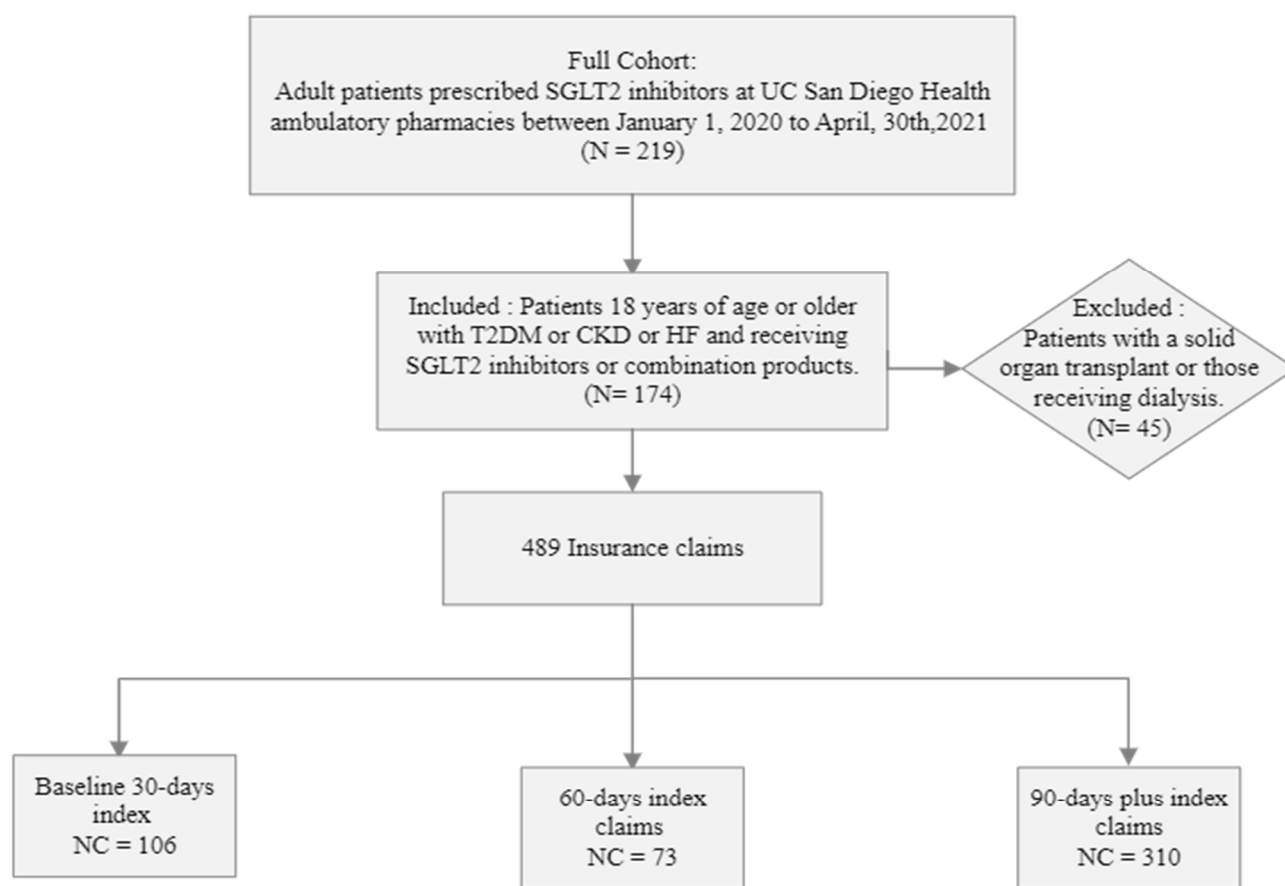 Full Cohort:
Adult patients prescribed SGLT2 inhibitors at UC San Diego Health
ambulatory pharmacies between January 1, 2020 to April, 30th,2021
(N = 219)
Included : Patients 18 years of age or older
with T2DM or CKD or HF and receiving
SGLT2 inhibitors or combination products.
(N= 174)
Excluded :
Patients with a solid
organ transplant or those
receiving dialysis.
(N= 45)
489 Insurance claims
Baseline 30-days
index
NC = 106
60-days index
claims
NC = 73
90-days plus index
claims
NC = 310